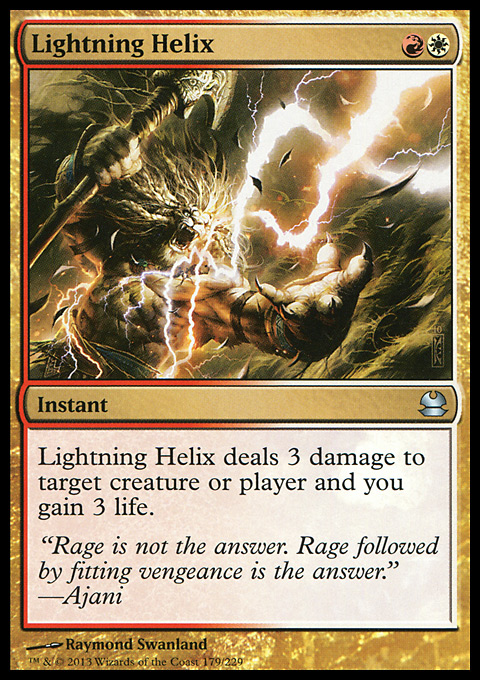 Lightning Helix
Instant
Lightning Helix deals 3 damage to
target creature or player and you
gain 3 life.
“Rage is not the answer. Rage followed
by fitting vengeance is the answer.”
—Ajani
Raymond Swanland
™ & © 2013 Wizards of the Coast 179/229